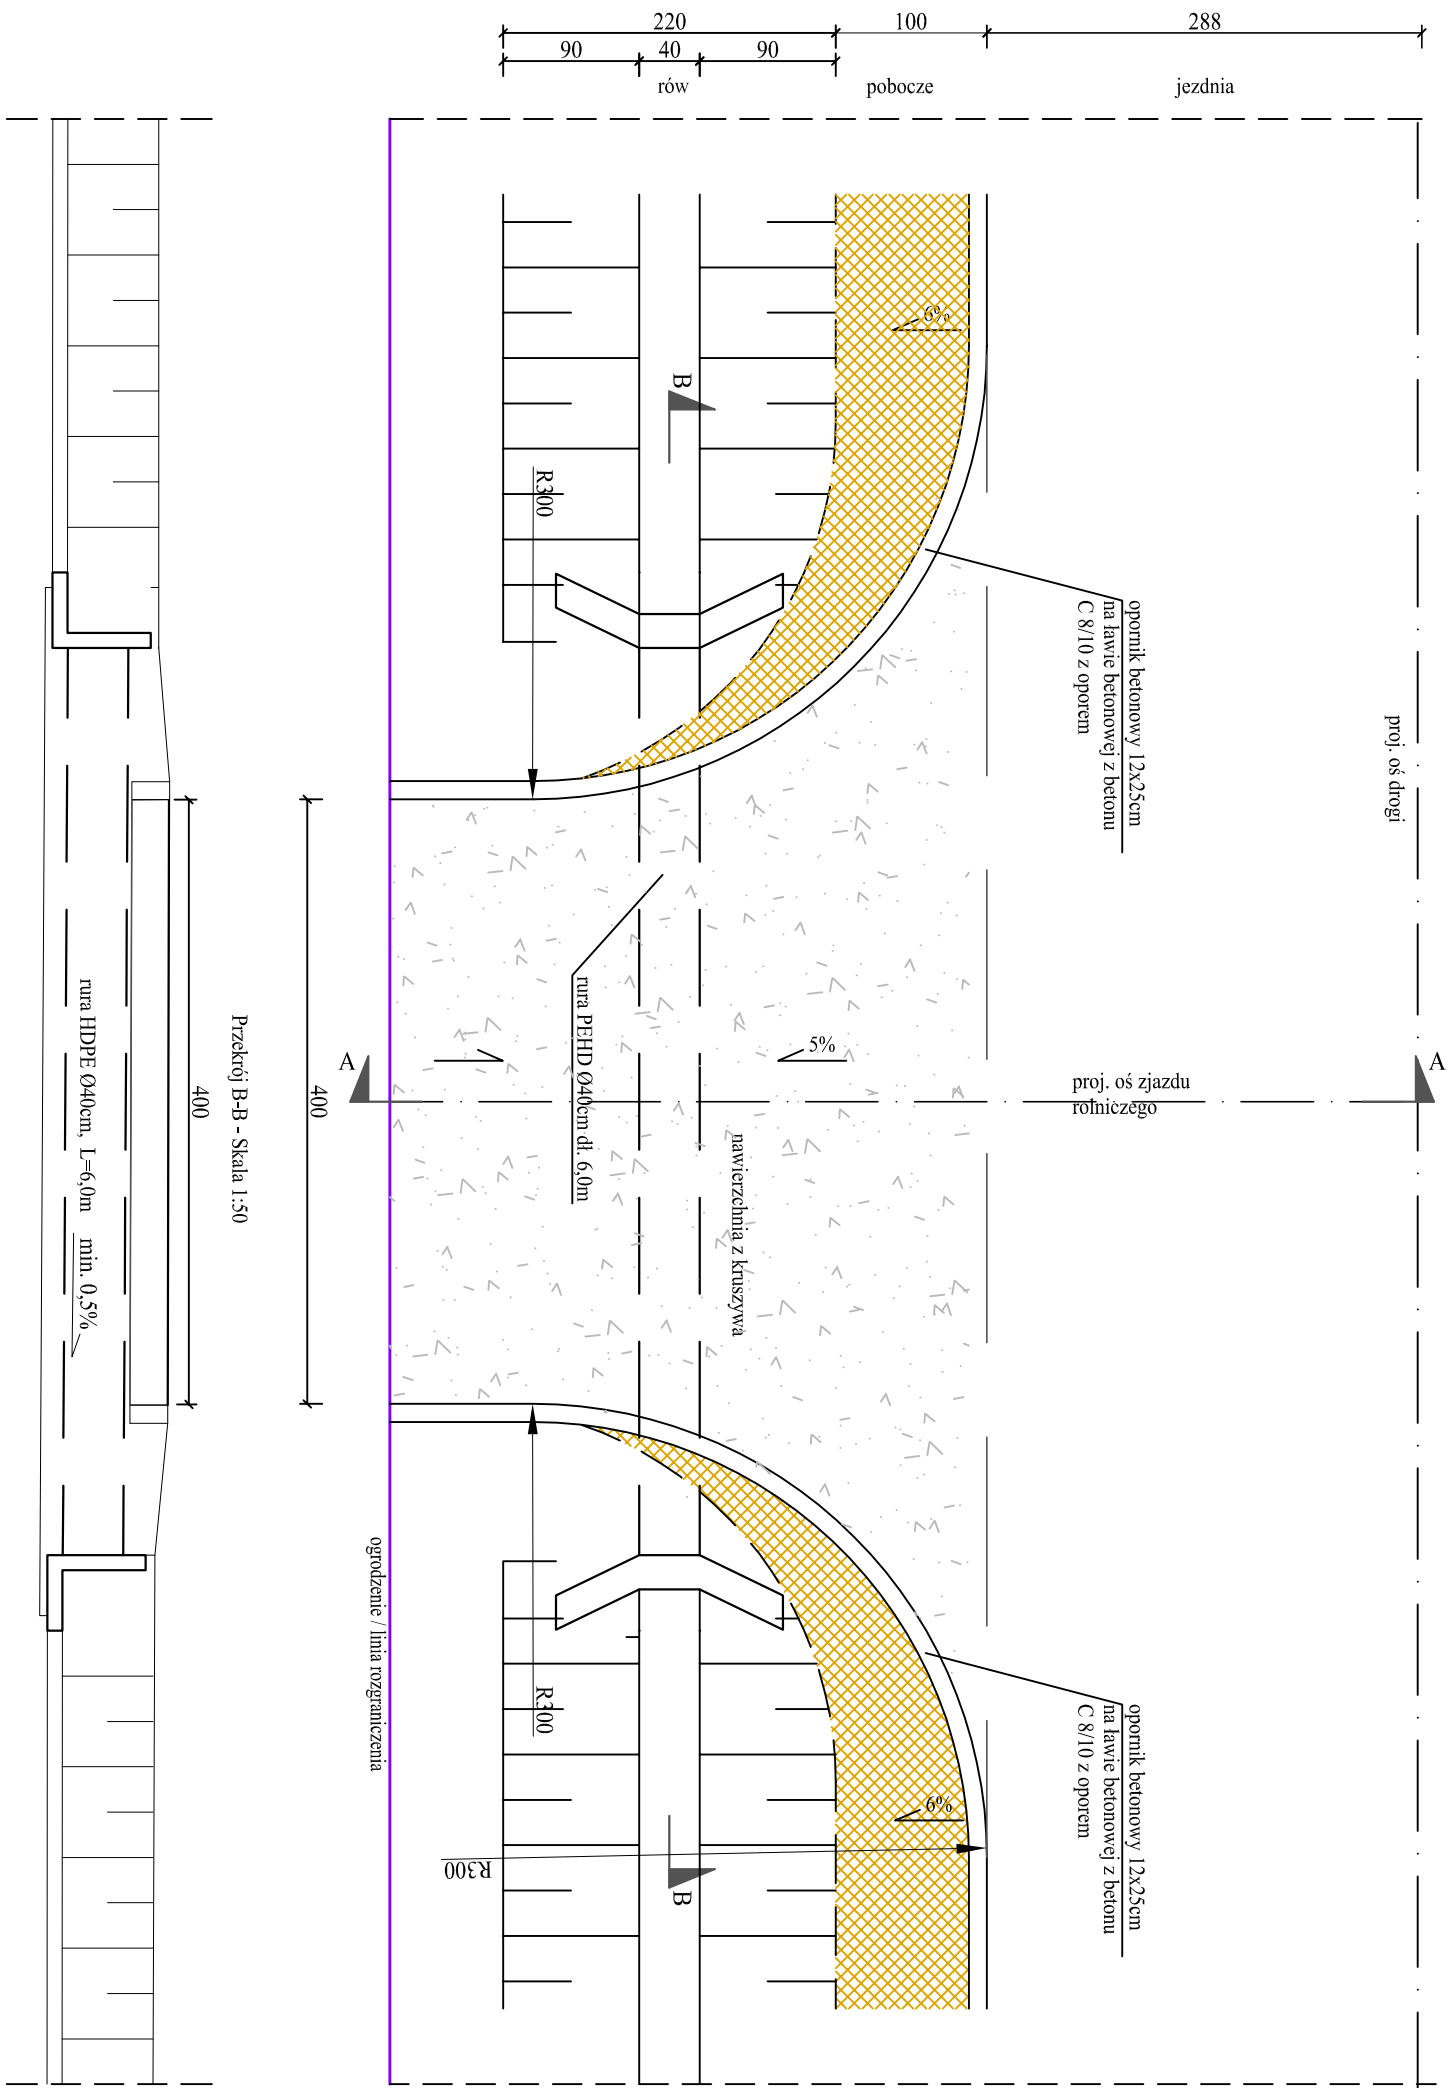 220
100
288
90
40
90
rów
pobocze
jezdnia
6%
B
R300
opornik betonowy 12x25cm
na ławie betonowej z betonu
C 8/10 z oporem
proj. oś drogi
rura PEHD Ø40cm dł. 6,0m
5%
A
A
proj. oś zjazdu
rolniczego
nawierzchnia z kruszywa
400
400
Przekrój B-B - Skala 1:50
rura HDPE Ø40cm, L=6,0m min. 0,5%
ogrodzenie / linia rozgraniczenia
R300
opornik betonowy 12x25cm
na ławie betonowej z betonu
C 8/10 z oporem
6%
R300
B